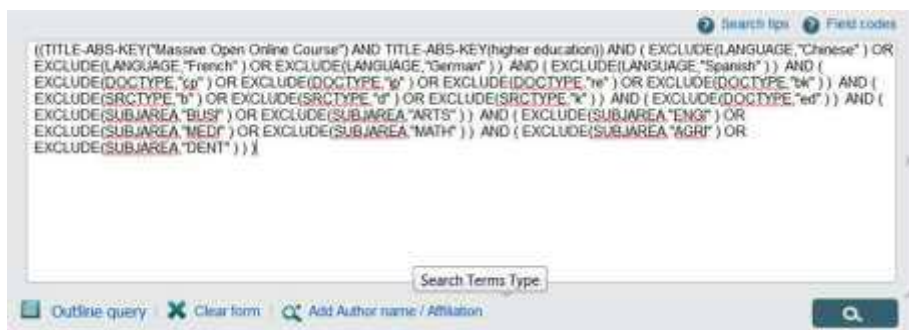 Search tips Field codes
((TITLE-ABS-KEY("Massive Open Online Course") AND TITLE-ABS-KEY(higher education)) AND ( EXCLUDE(LANGUAGE,"Chinese" ) OR
EXCLUDE(LANGUAGE,"French" ) OR EXCLUDE(LANGUAGE,"German" ) ) AND ( EXCLUDE(LANGUAGE,"Spanish" ) ) AND (
EXCLUDE(DOCTYPE,"cp" ) OR EXCLUDE(DOCTYPE,"ip" ) OR EXCLUDE(DOCTYPE,"re" ) OR EXCLUDE(DOCTYPE,"bk" ) ) AND (
EXCLUDE(SRCTYPE,"b" ) OR EXCLUDE(SRCTYPE,"d" ) OR EXCLUDE(SRCTYPE,"k" ) ) AND ( EXCLUDE(DOCTYPE,"ed" ) ) AND (
EXCLUDE(SUBJAREA,"BUSI" ) OR EXCLUDE(SUBJAREA,"ARTS" ) ) AND ( EXCLUDE(SUBJAREA,"ENGI" ) OR
EXCLUDE(SUBJAREA,"MEDI" ) OR EXCLUDE(SUBJAREA,"MATH" ) ) AND ( EXCLUDE(SUBJAREA,"AGRI" ) OR
EXCLUDE(SUBJAREA,"DENT" ) ) )
Search Terms Type
Outline query Clear form Add Author name / Affiliation